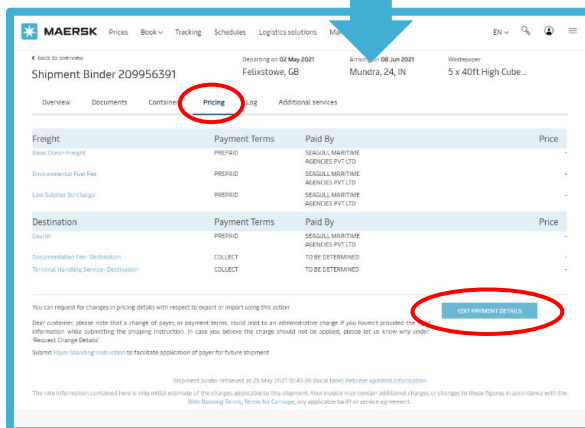 MAERSK Prices Book Tracking Schedules Logistics solutions EN
back to overview
Departing on 02 May 2021 Arriving on 08 Jun 2021 Wastepaper
Shipment Binder 209956391 Felixstowe, GB Mundra, 24, IN 5 x 40ft High Cube...
Overview Documents Container Pricing Log Additional services
Freight Payment Terms Paid By Price
Basic Ocean Freight PREPAID SEAGULL MARITIME -
AGENCIES PVT LTD
Environmental Fuel Fee PREPAID SEAGULL MARITIME -
AGENCIES PVT LTD
Low Sulphur Surcharge PREPAID SEAGULL MARITIME -
AGENCIES PVT LTD
Destination Payment Terms Paid By Price
Courier PREPAID SEAGULL MARITIME -
AGENCIES PVT LTD
Documentation Fee- Destination COLLECT TO BE DETERMINED -
Terminal Handling Service- Destination COLLECT TO BE DETERMINED -
You can request for changes in pricing details with respect to export or import using this action
EDIT PAYMENT DETAILS
Dear customer, please note that a change of payer, or payment terms, could lead to an administrative charge if you haven't provided the
information while submitting the shipping instruction. In case you believe the charge should not be applied, please let us know why under
'Request Charge Details'.
Submit Payer Standing Instruction to facilitate application of payer for future shipment
Shipment binder retrieved at 25 May 2021 10:45:26 (local time) Retrieve updated information
The rate information contained here is only initial estimate of the charges applicable to this shipment. Your invoice may contain additional charges or changes to these figures in accordance with the
Web Booking Terms, Terms for Carriage, any applicable tariff or service agreement.